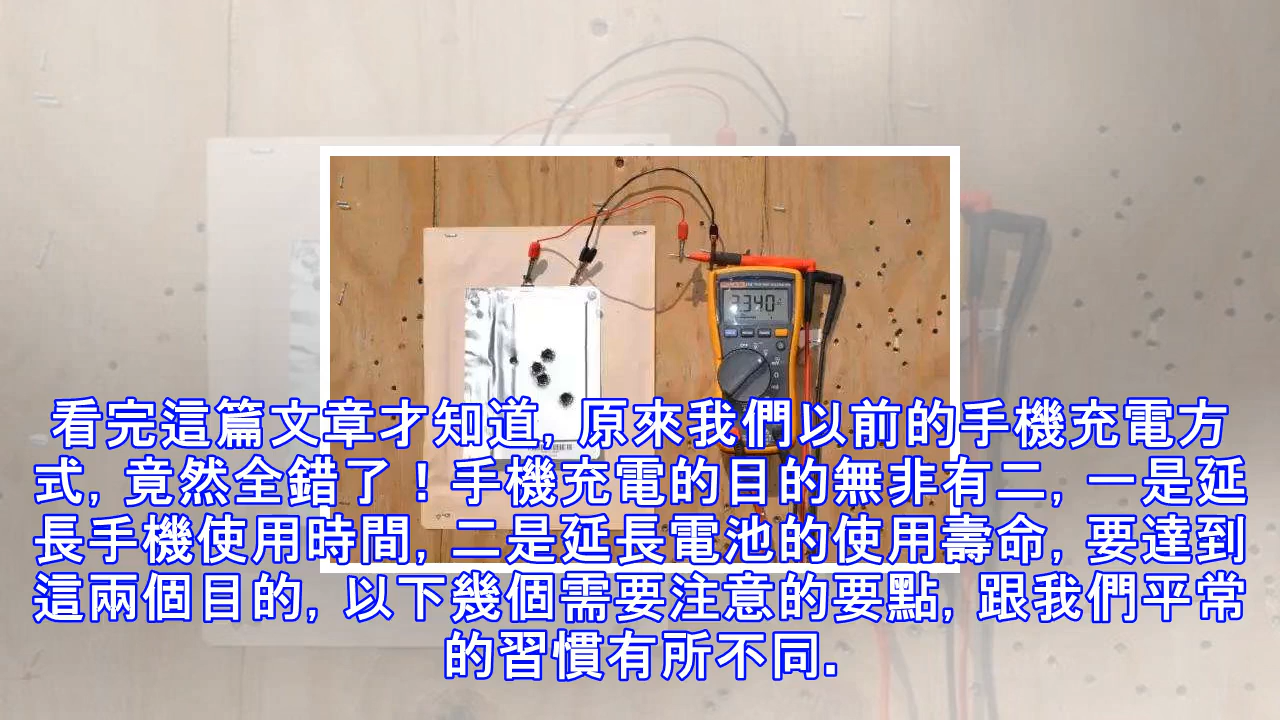 3340
看完這篇文章才知道, 原來我們以前的手機充電方
式, 竟然全錯了！手機充電的目的無非有二, 一是延
長手機使用時間, 二是延長電池的使用壽命, 要達到
這兩個目的, 以下幾個需要注意的要點, 跟我們平常
的習慣有所不同.